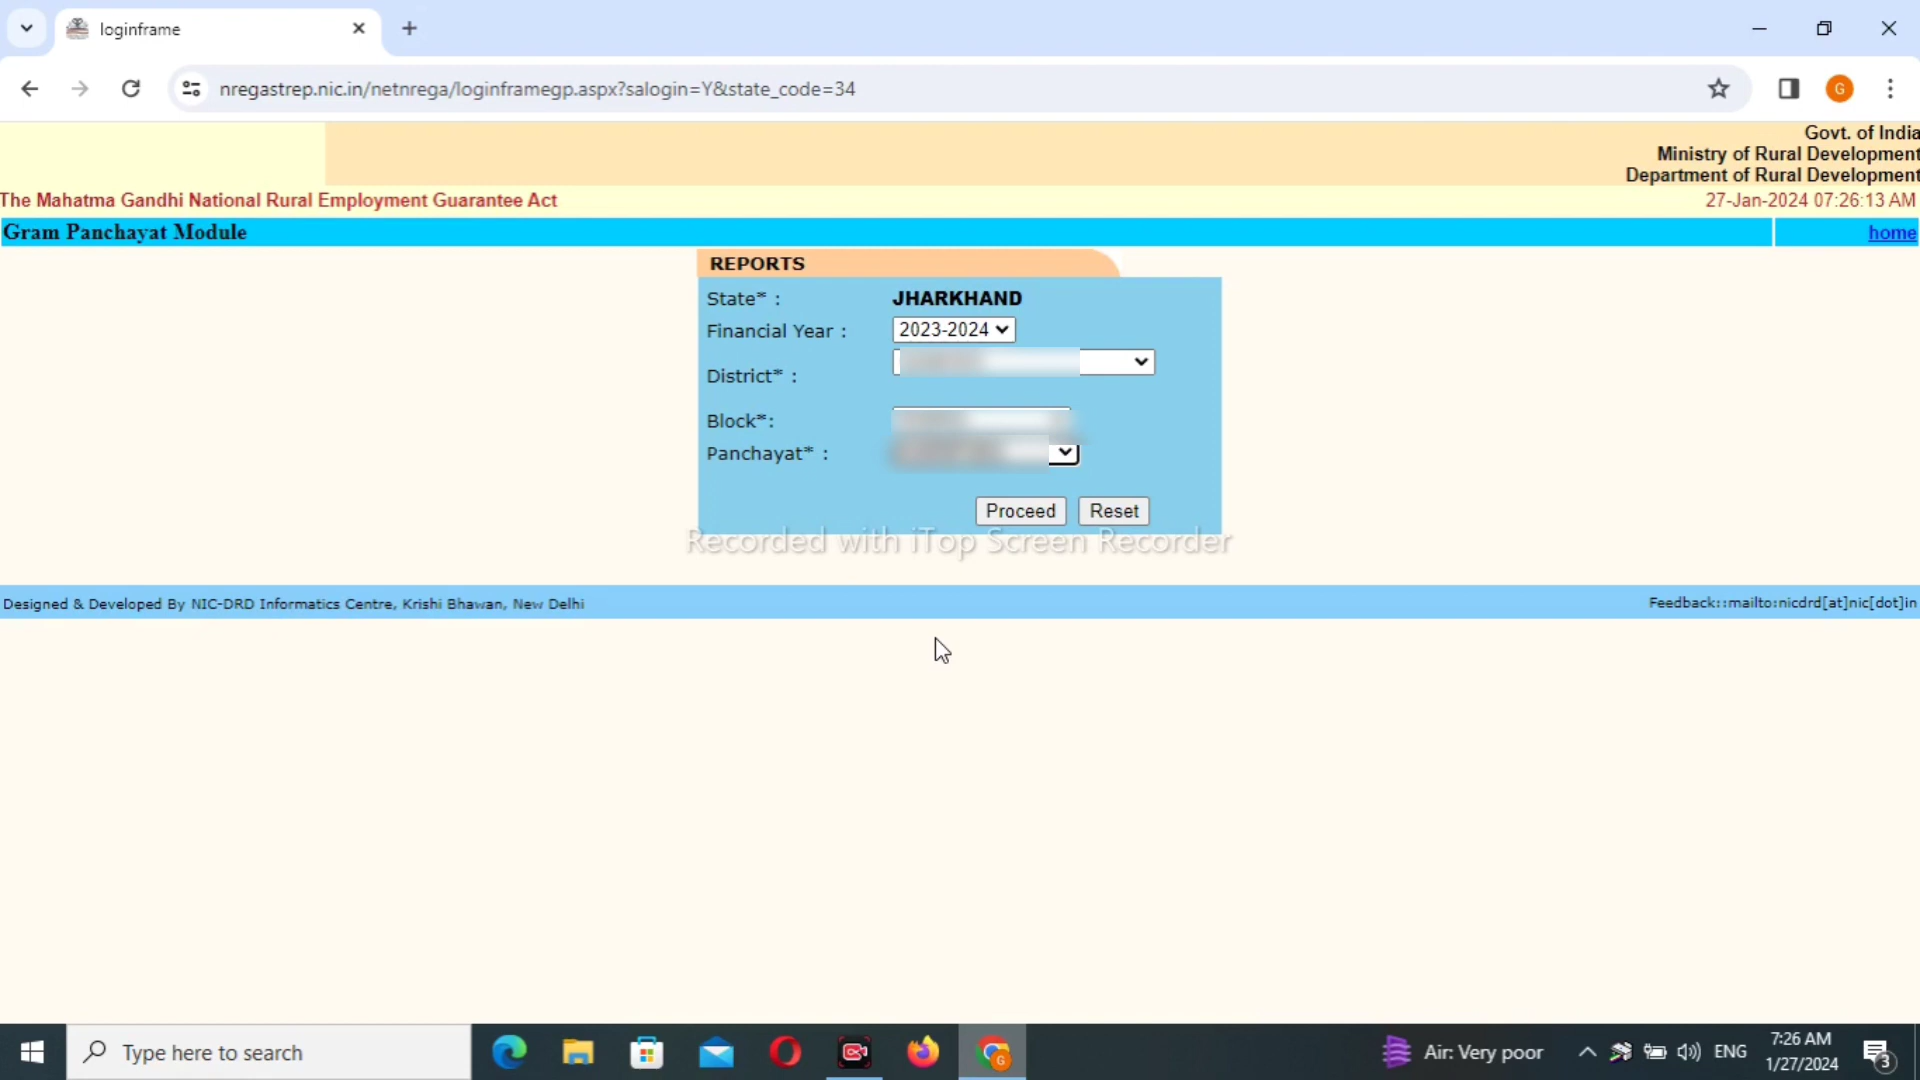 loginframe
nregastrep.nic.in/netnrega/loginframegp.aspx?salogin=Y&state_code=34
G
Govt. of India
Ministry of Rural Development
Department of Rural Development
The Mahatma Gandhi National Rural Employment Guarantee Act
27-Jan-2024 07:26:13 AM
Gram Panchayat Module
home
REPORTS
State* :
JHARKHAND
Financial Year :
2023-2024
District* :
Block*:
Panchayat* :
Proceed
Reset
Recorded with iTop Screen Recorder
Designed & Developed By NIC-DRD Informatics Centre, Krishi Bhawan, New Delhi
Feedback::mailto:nicdrd[at]nic[dot]in
Type here to search
G
Air: Very poor
ENG
7:26 AM
1/27/2024
3